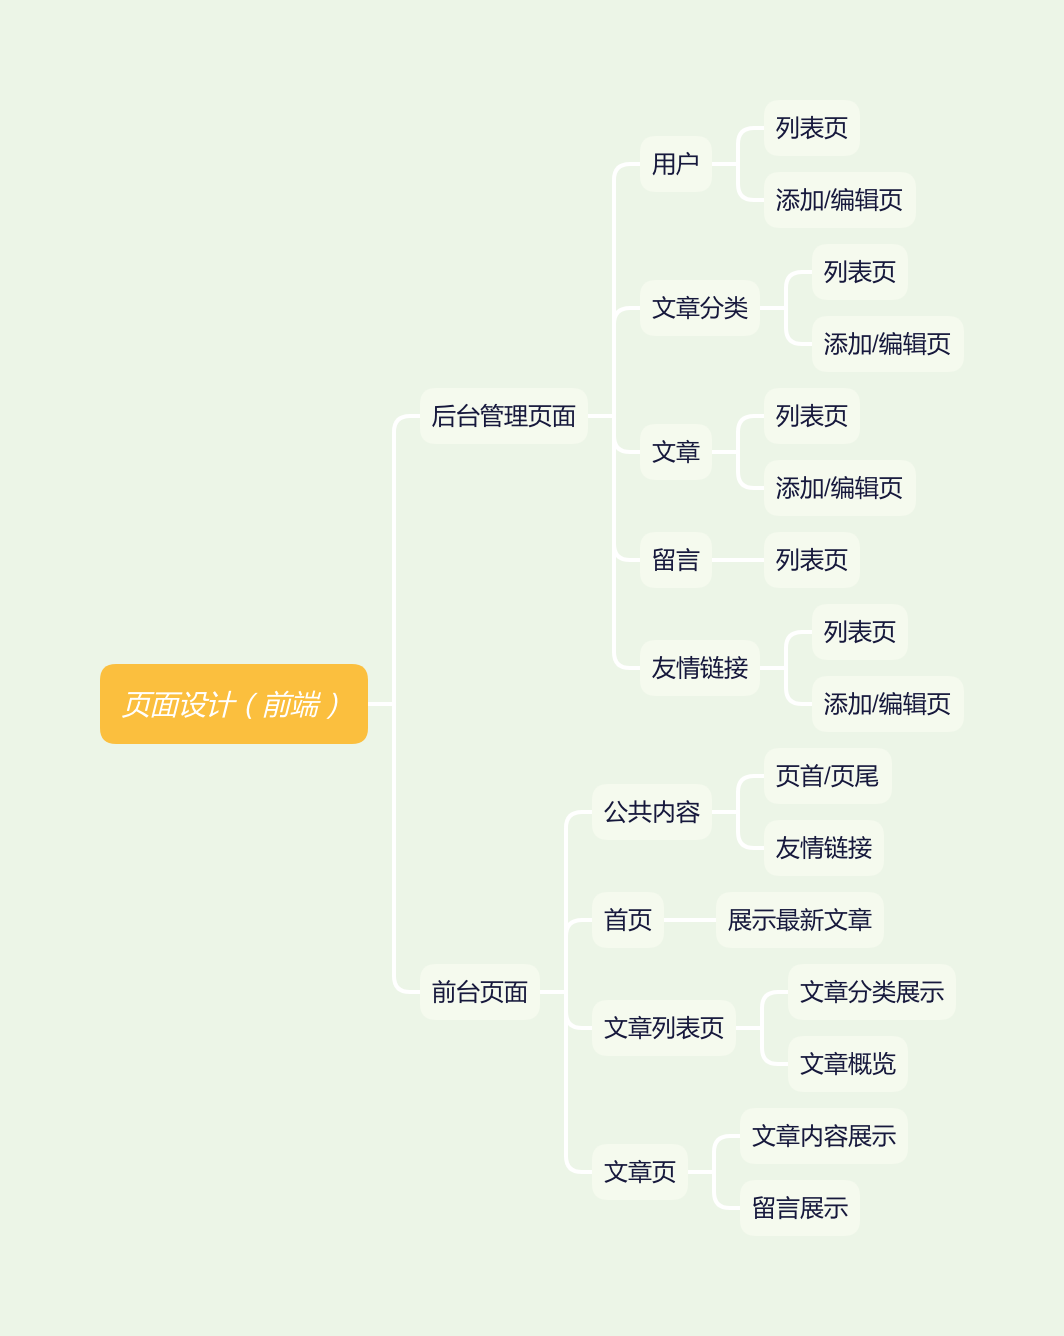 页面设计（前端）
后台管理页面
用户
列表页
添加/编辑页
文章分类
列表页
添加/编辑页
文章
列表页
添加/编辑页
留言
列表页
友情链接
列表页
添加/编辑页
前台页面
公共内容
页首/页尾
友情链接
首页
展示最新文章
文章列表页
文章分类展示
文章概览
文章页
文章内容展示
留言展示